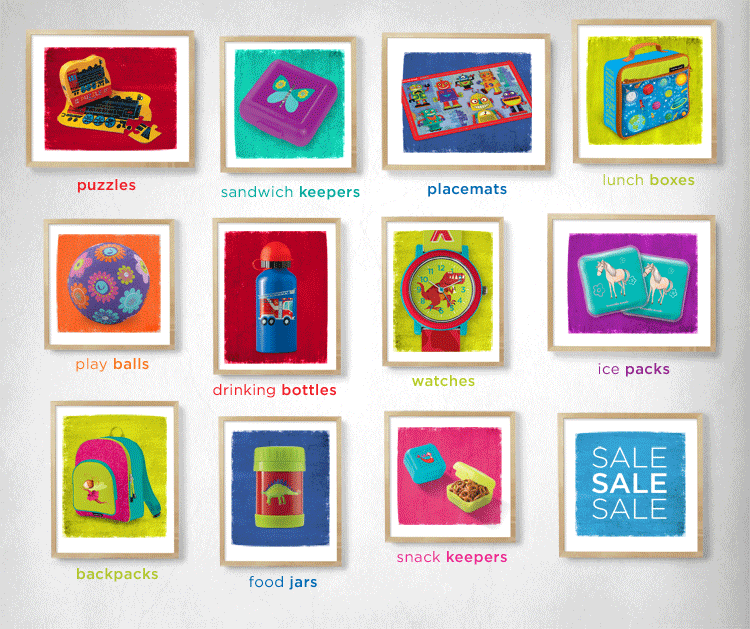 puzzles
sandwich keepers
placemats
lunch boxes
play balls
drinking bottles
watches
ice packs
backpacks
food jars
snack keepers
SALE
SALE
SALE